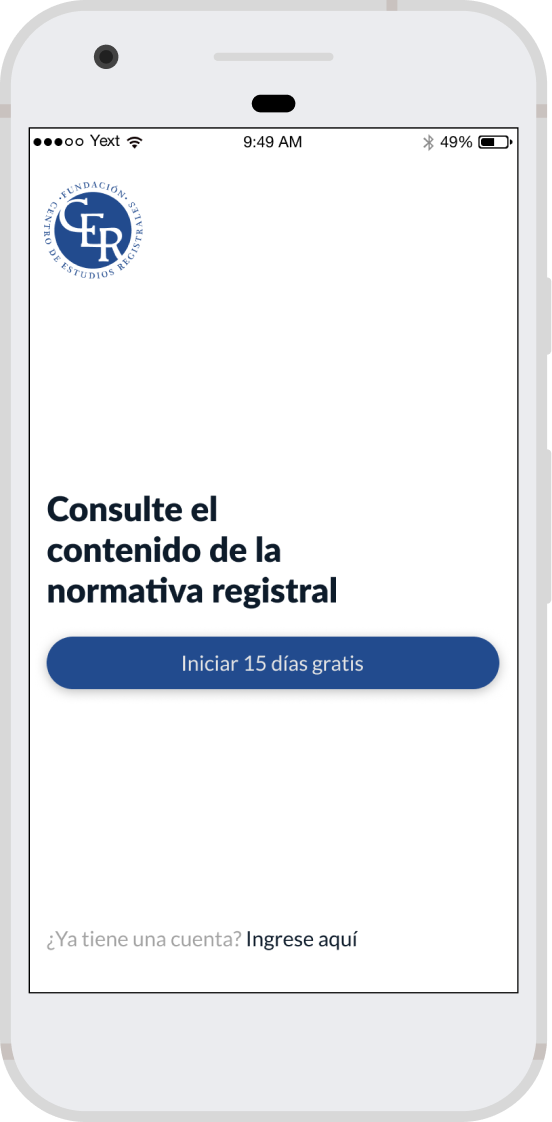 Yext
9:49 AM
49%
·FUNDACIÓN·
CENTRO DE ESTUDIOS REGISTRALES
CER
Consulte el
contenido de la
normativa registral
Iniciar 15 días gratis
¿Ya tiene una cuenta? Ingrese aquí